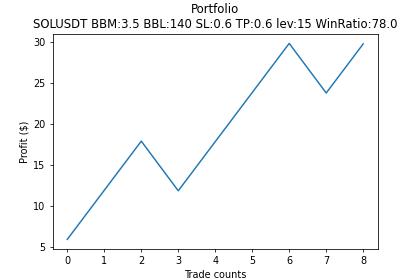 Portfolio
SOLUSDT BBM:3.5 BBL:140 SL:0.6 TP:0.6 lev:15 WinRatio:78.0
30
25
20
15
10
5
Profit ($)
0 1 2 3 4 5 6 7 8
Trade counts